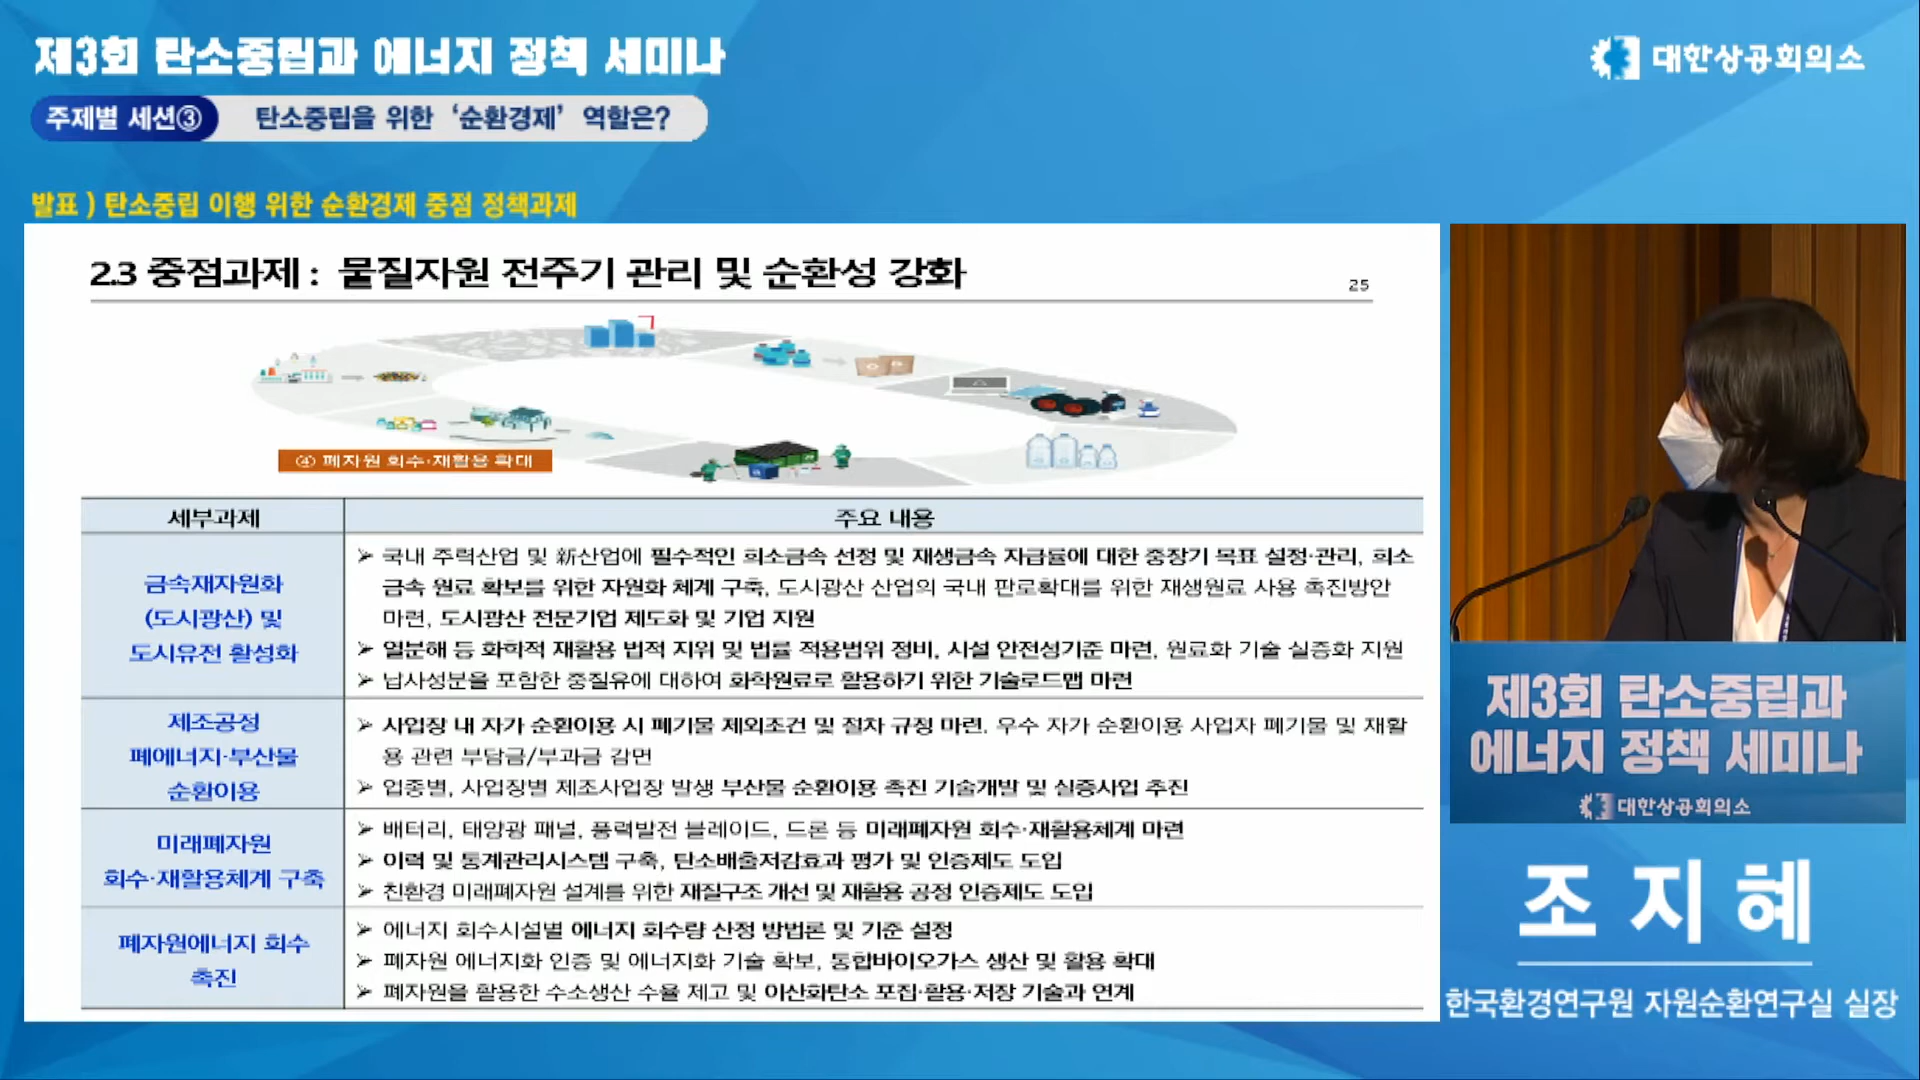 제3회 탄소중립과 에너지 정책 세미나
대한상공회의소
주제별 세션③ 탄소중립을 위한 ‘순환경제’ 역할은?
발표 ) 탄소중립 이행 위한 순환경제 중점 정책과제
2.3 중점과제 : 물질자원 전주기 관리 및 순환성 강화
25
④ 폐자원 회수·재활용 확대
세부과제
주요 내용
금속재자원화
(도시광산) 및
도시유전 활성화
➢ 국내 주력산업 및 新산업에 필수적인 희소금속 선정 및 재생금속 자급률에 대한 중장기 목표 설정·관리, 희소
금속 원료 확보를 위한 자원화 체계 구축, 도시광산 산업의 국내 판로확대를 위한 재생원료 사용 촉진방안
마련, 도시광산 전문기업 제도화 및 기업 지원
➢ 열분해 등 화학적 재활용 법적 지위 및 법률 적용범위 정비, 시설 안전성기준 마련, 원료화 기술 실증화 지원
➢ 납사성분을 포함한 중질유에 대하여 화학원료로 활용하기 위한 기술로드맵 마련
제조공정
폐에너지·부산물
순환이용
➢ 사업장 내 자가 순환이용 시 폐기물 제외조건 및 절차 규정 마련, 우수 자가 순환이용 사업자 폐기물 및 재활
용 관련 부담금/부과금 감면
➢ 업종별, 사업장별 제조사업장 발생 부산물 순환이용 촉진 기술개발 및 실증사업 추진
미래폐자원
회수·재활용체계 구축
➢ 배터리, 태양광 패널, 풍력발전 블레이드, 드론 등 미래폐자원 회수·재활용체계 마련
➢ 이력 및 통계관리시스템 구축, 탄소배출저감효과 평가 및 인증제도 도입
➢ 친환경 미래폐자원 설계를 위한 재질구조 개선 및 재활용 공정 인증제도 도입
폐자원에너지 회수
촉진
➢ 에너지 회수시설별 에너지 회수량 산정 방법론 및 기준 설정
➢ 폐자원 에너지화 인증 및 에너지화 기술 확보, 통합바이오가스 생산 및 활용 확대
➢ 폐자원을 활용한 수소생산 수율 제고 및 이산화탄소 포집·활용·저장 기술과 연계
제3회 탄소중립과
에너지 정책 세미나
대한상공회의소
조지혜
한국환경연구원 자원순환연구실 실장